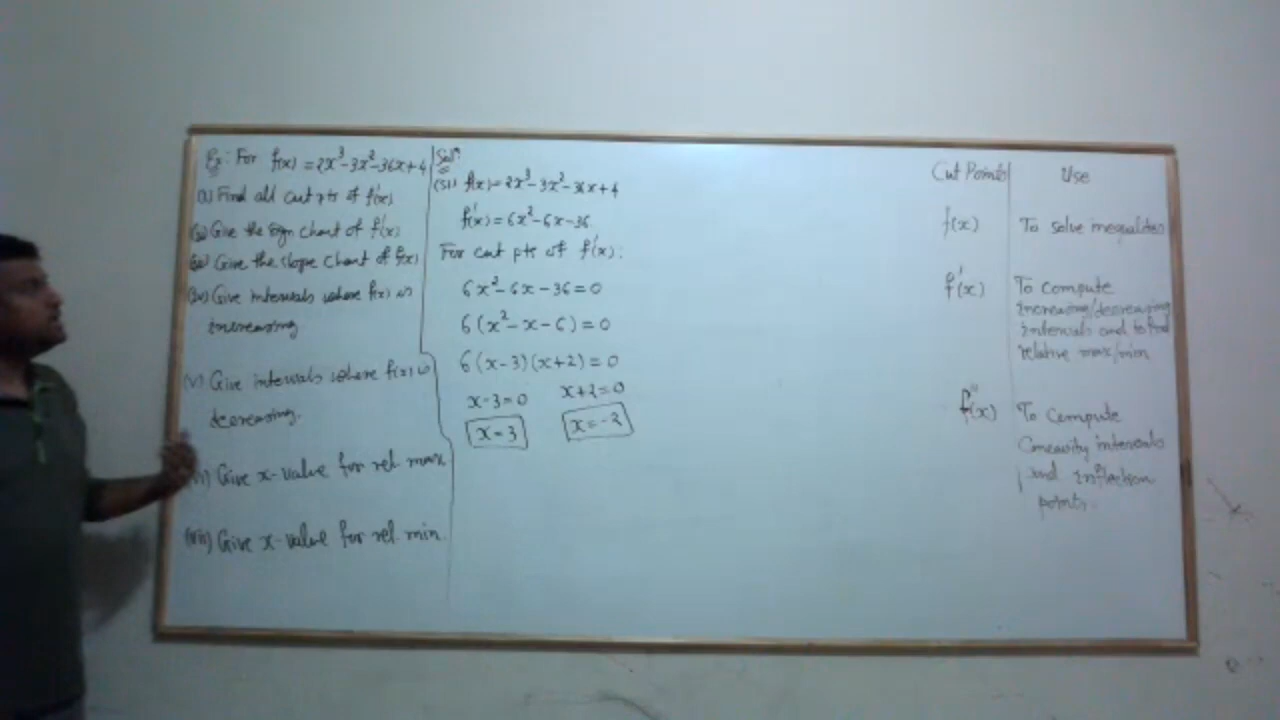 Ex: For f(x) = 2x³-3x²-36x+4
(i) Find all cut pts of f'(x)
(ii) Give the sign chart of f'(x)
(iii) Give the slope chart of f(x)
(iv) Give intervals where f(x) is
increasing
(v) Give intervals where f(x) is
decreasing.
(vi) Give x-value for rel. max
(vii) Give x-value for rel. min.
Solⁿ:
f(x) = 2x³-3x²-36x+4
f'(x) = 6x²-6x-36
For cut pts of f'(x):
6x²-6x-36=0
6(x²-x-6)=0
6(x-3)(x+2)=0
x-3=0 x+2=0
x=3 x=-2
Cut Points Use
f(x) To solve inequalities
f'(x) To compute
increasing/decreasing
intervals and to find
relative max/min
f''(x) To compute
Concavity intervals
and inflection
points.